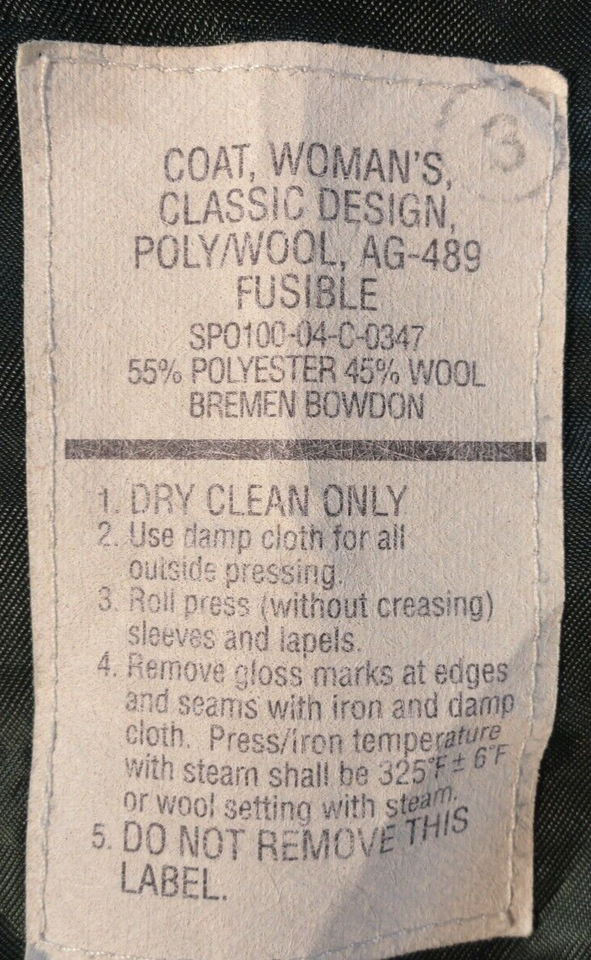 3
COAT, WOMAN'S,
CLASSIC DESIGN,
POLY/WOOL, AG-489
FUSIBLE
SPO100-04-C-0347
55% POLYESTER 45% WOOL
BREMEN BOWDON
1. DRY CLEAN ONLY
2. Use damp cloth for all
outside pressing.
3. Roll press (without creasing)
sleeves and lapels.
4. Remove gloss marks at edges
and seams with iron and damp
cloth. Press/Iron temperature
with steam shall be 325°F ± 6°F
or wool setting with steam.
5. DO NOT REMOVE THIS
LABEL.